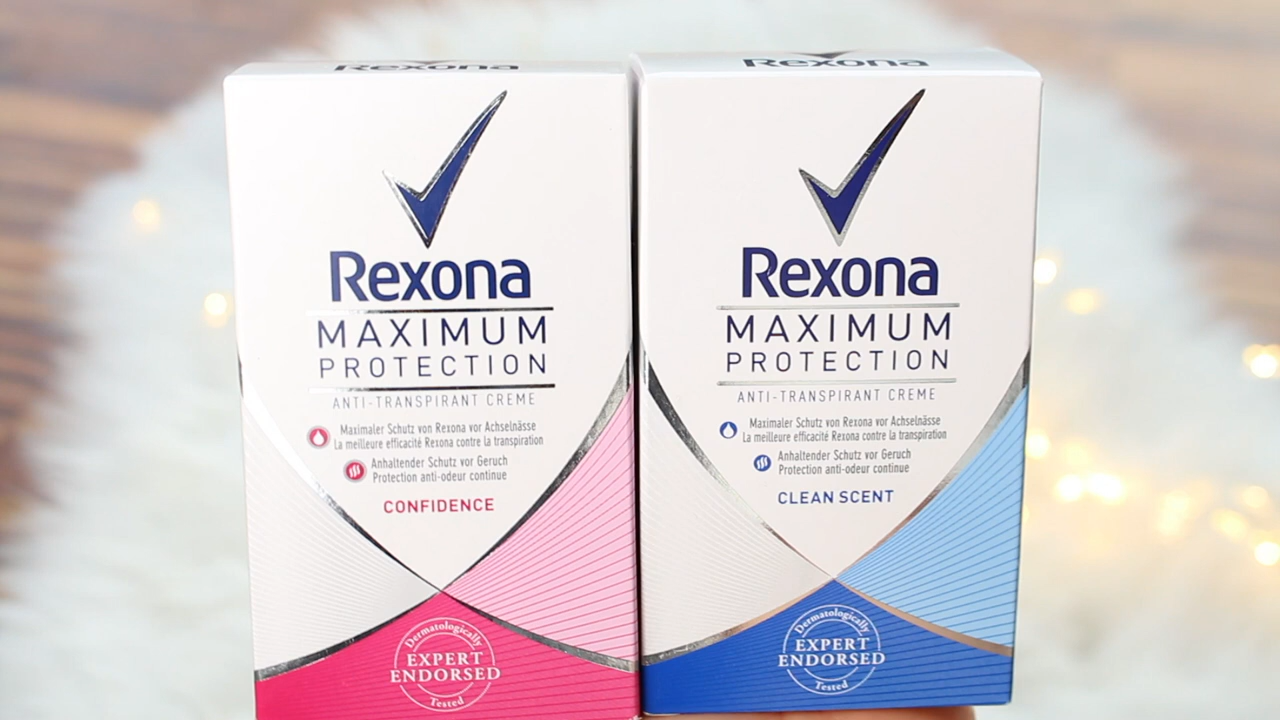 Rexona
Rexona
MAXIMUM
PROTECTION
ANTI-TRANSPIRANT CREME
Maximaler Schutz von Rexona vor Achselnässe
La meilleure efficacité Rexona contre la transpiration
Anhaltender Schutz vor Geruch
Protection anti-odeur continue
CONFIDENCE
Dermatologically
EXPERT
ENDORSED
Tested
Rexona
Rexona
MAXIMUM
PROTECTION
ANTI-TRANSPIRANT CREME
Maximaler Schutz von Rexona vor Achselnässe
La meilleure efficacité Rexona contre la transpiration
Anhaltender Schutz vor Geruch
Protection anti-odeur continue
CLEAN SCENT
Dermatologically
EXPERT
ENDORSED
Tested